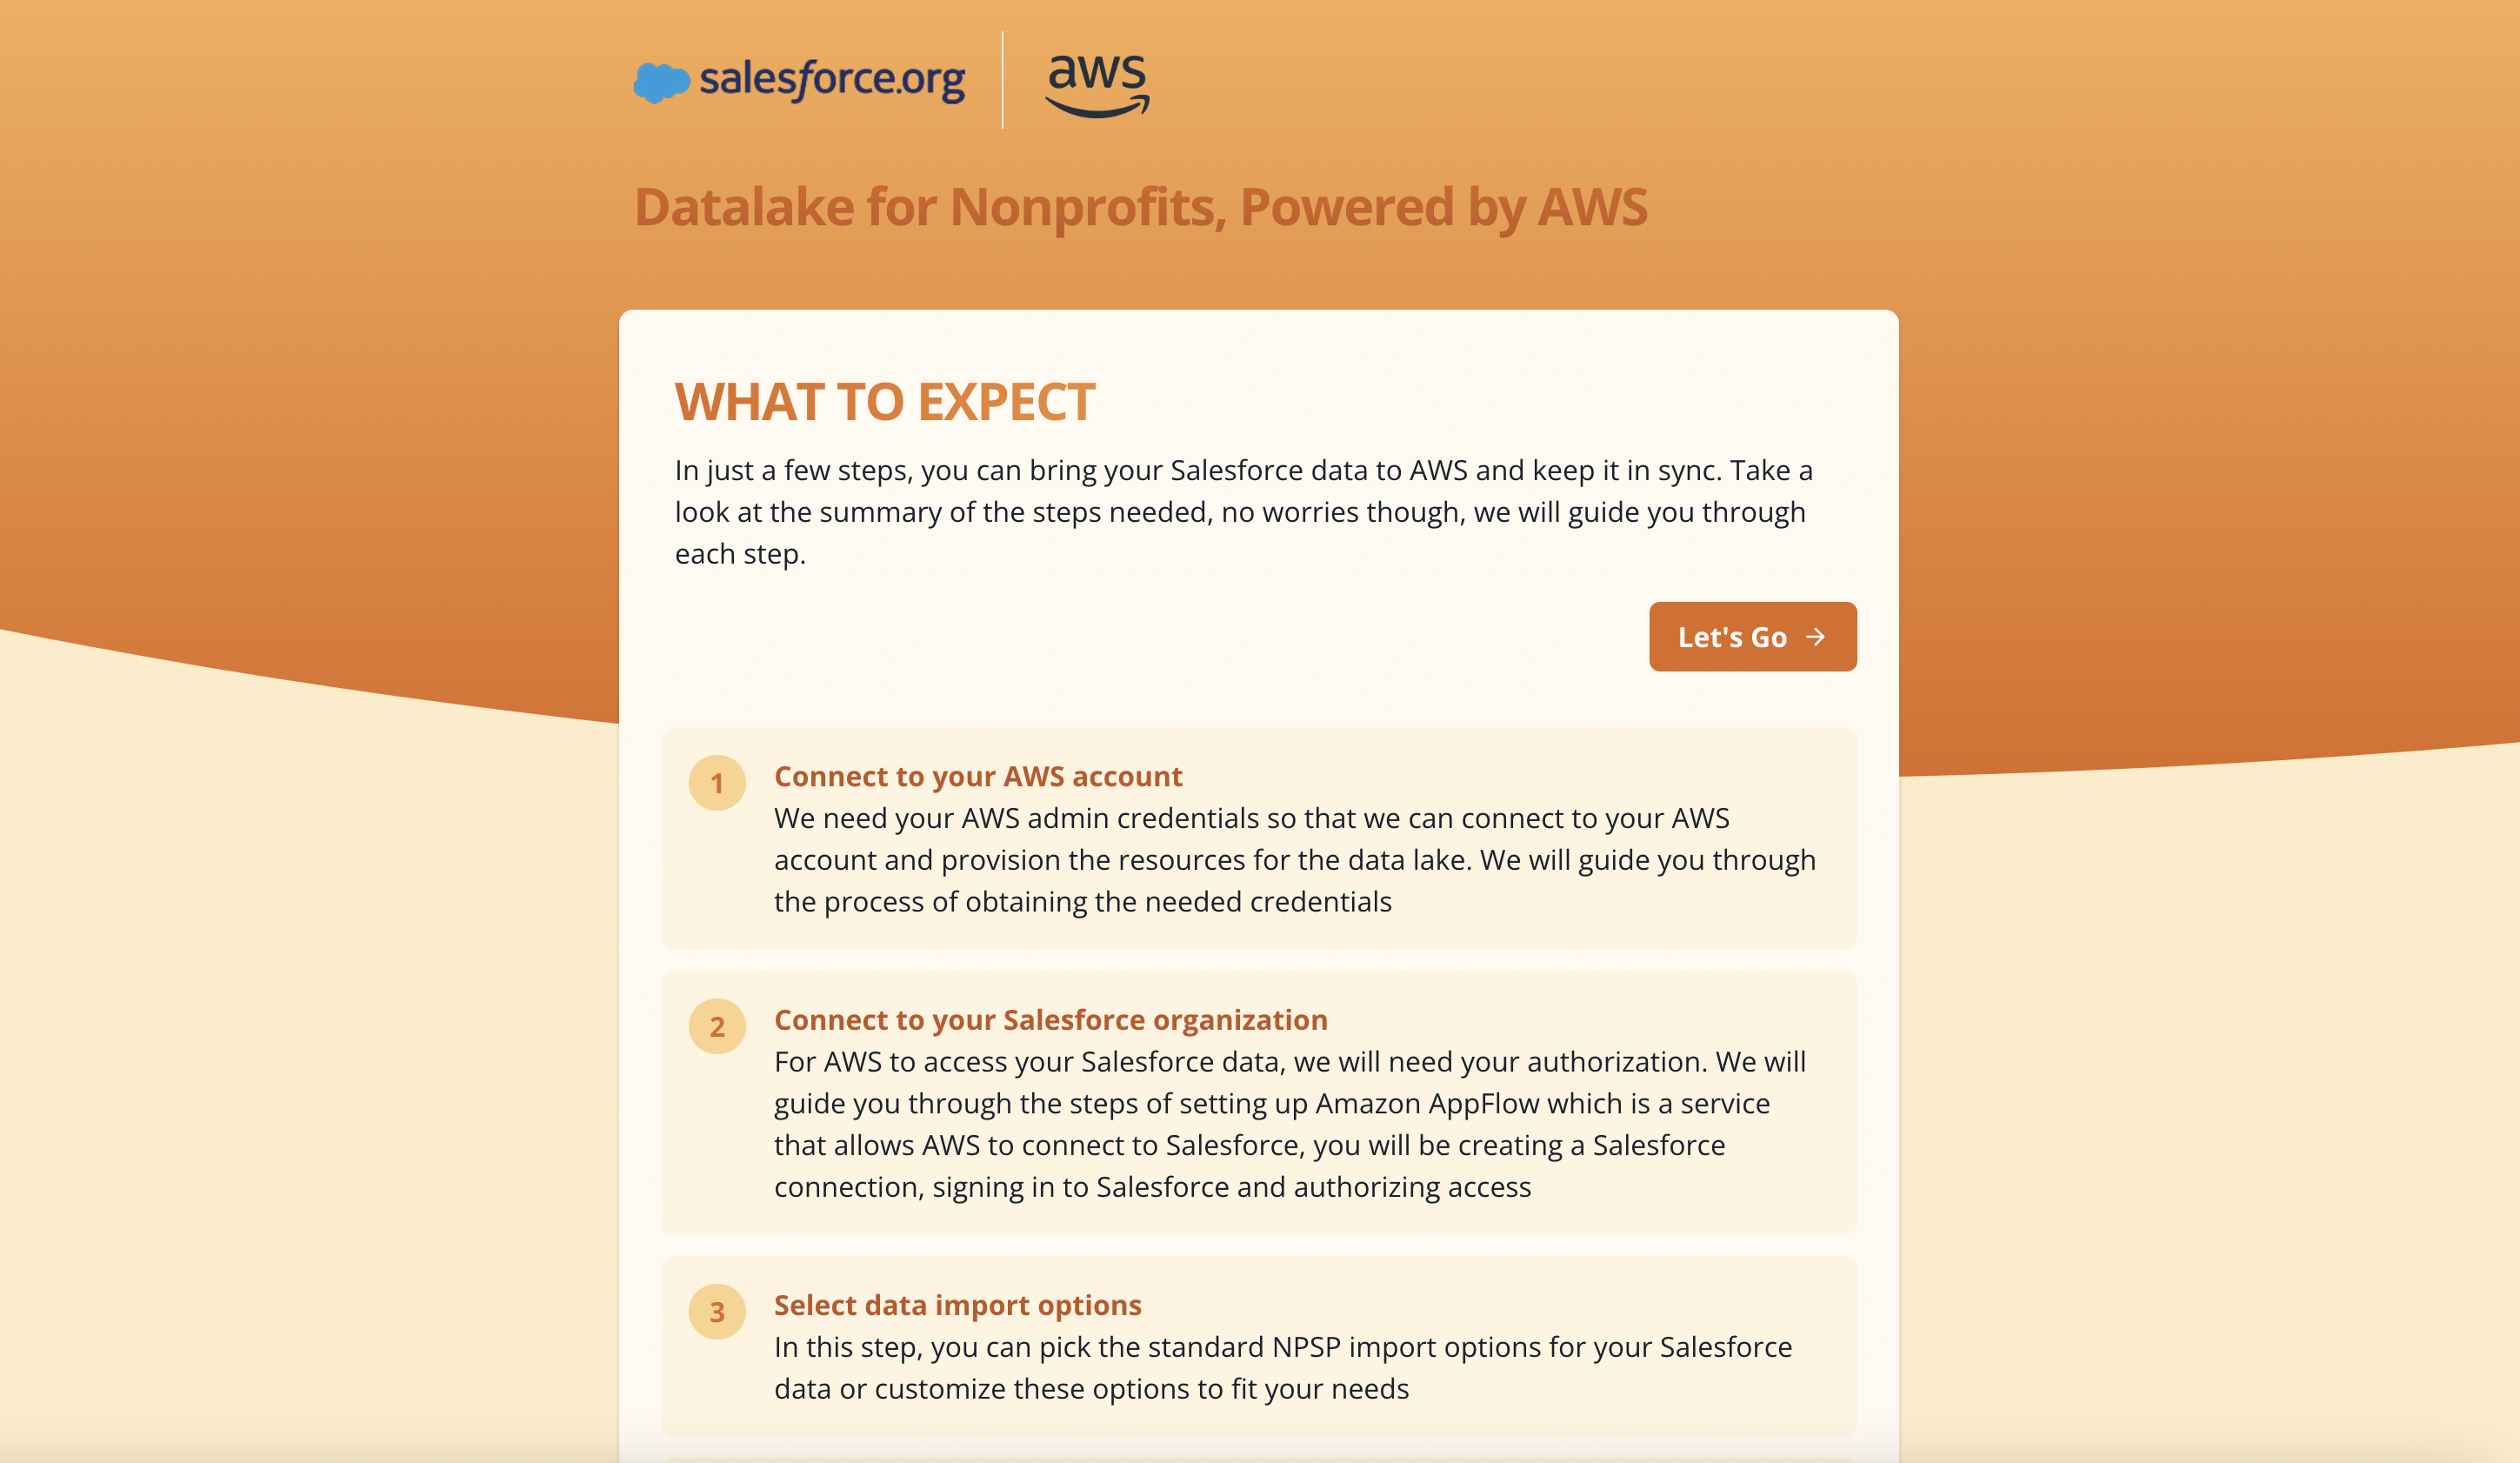 salesforce.org
aws
Datalake for Nonprofits, Powered by AWS
WHAT TO EXPECT
In just a few steps, you can bring your Salesforce data to AWS and keep it in sync. Take a
look at the summary of the steps needed, no worries though, we will guide you through
each step.
Let's Go
1
Connect to your AWS account
We need your AWS admin credentials so that we can connect to your AWS
account and provision the resources for the data lake. We will guide you through
the process of obtaining the needed credentials
2
Connect to your Salesforce organization
For AWS to access your Salesforce data, we will need your authorization. We will
guide you through the steps of setting up Amazon AppFlow which is a service
that allows AWS to connect to Salesforce, you will be creating a Salesforce
connection, signing in to Salesforce and authorizing access
3
Select data import options
In this step, you can pick the standard NPSP import options for your Salesforce
data or customize these options to fit your needs